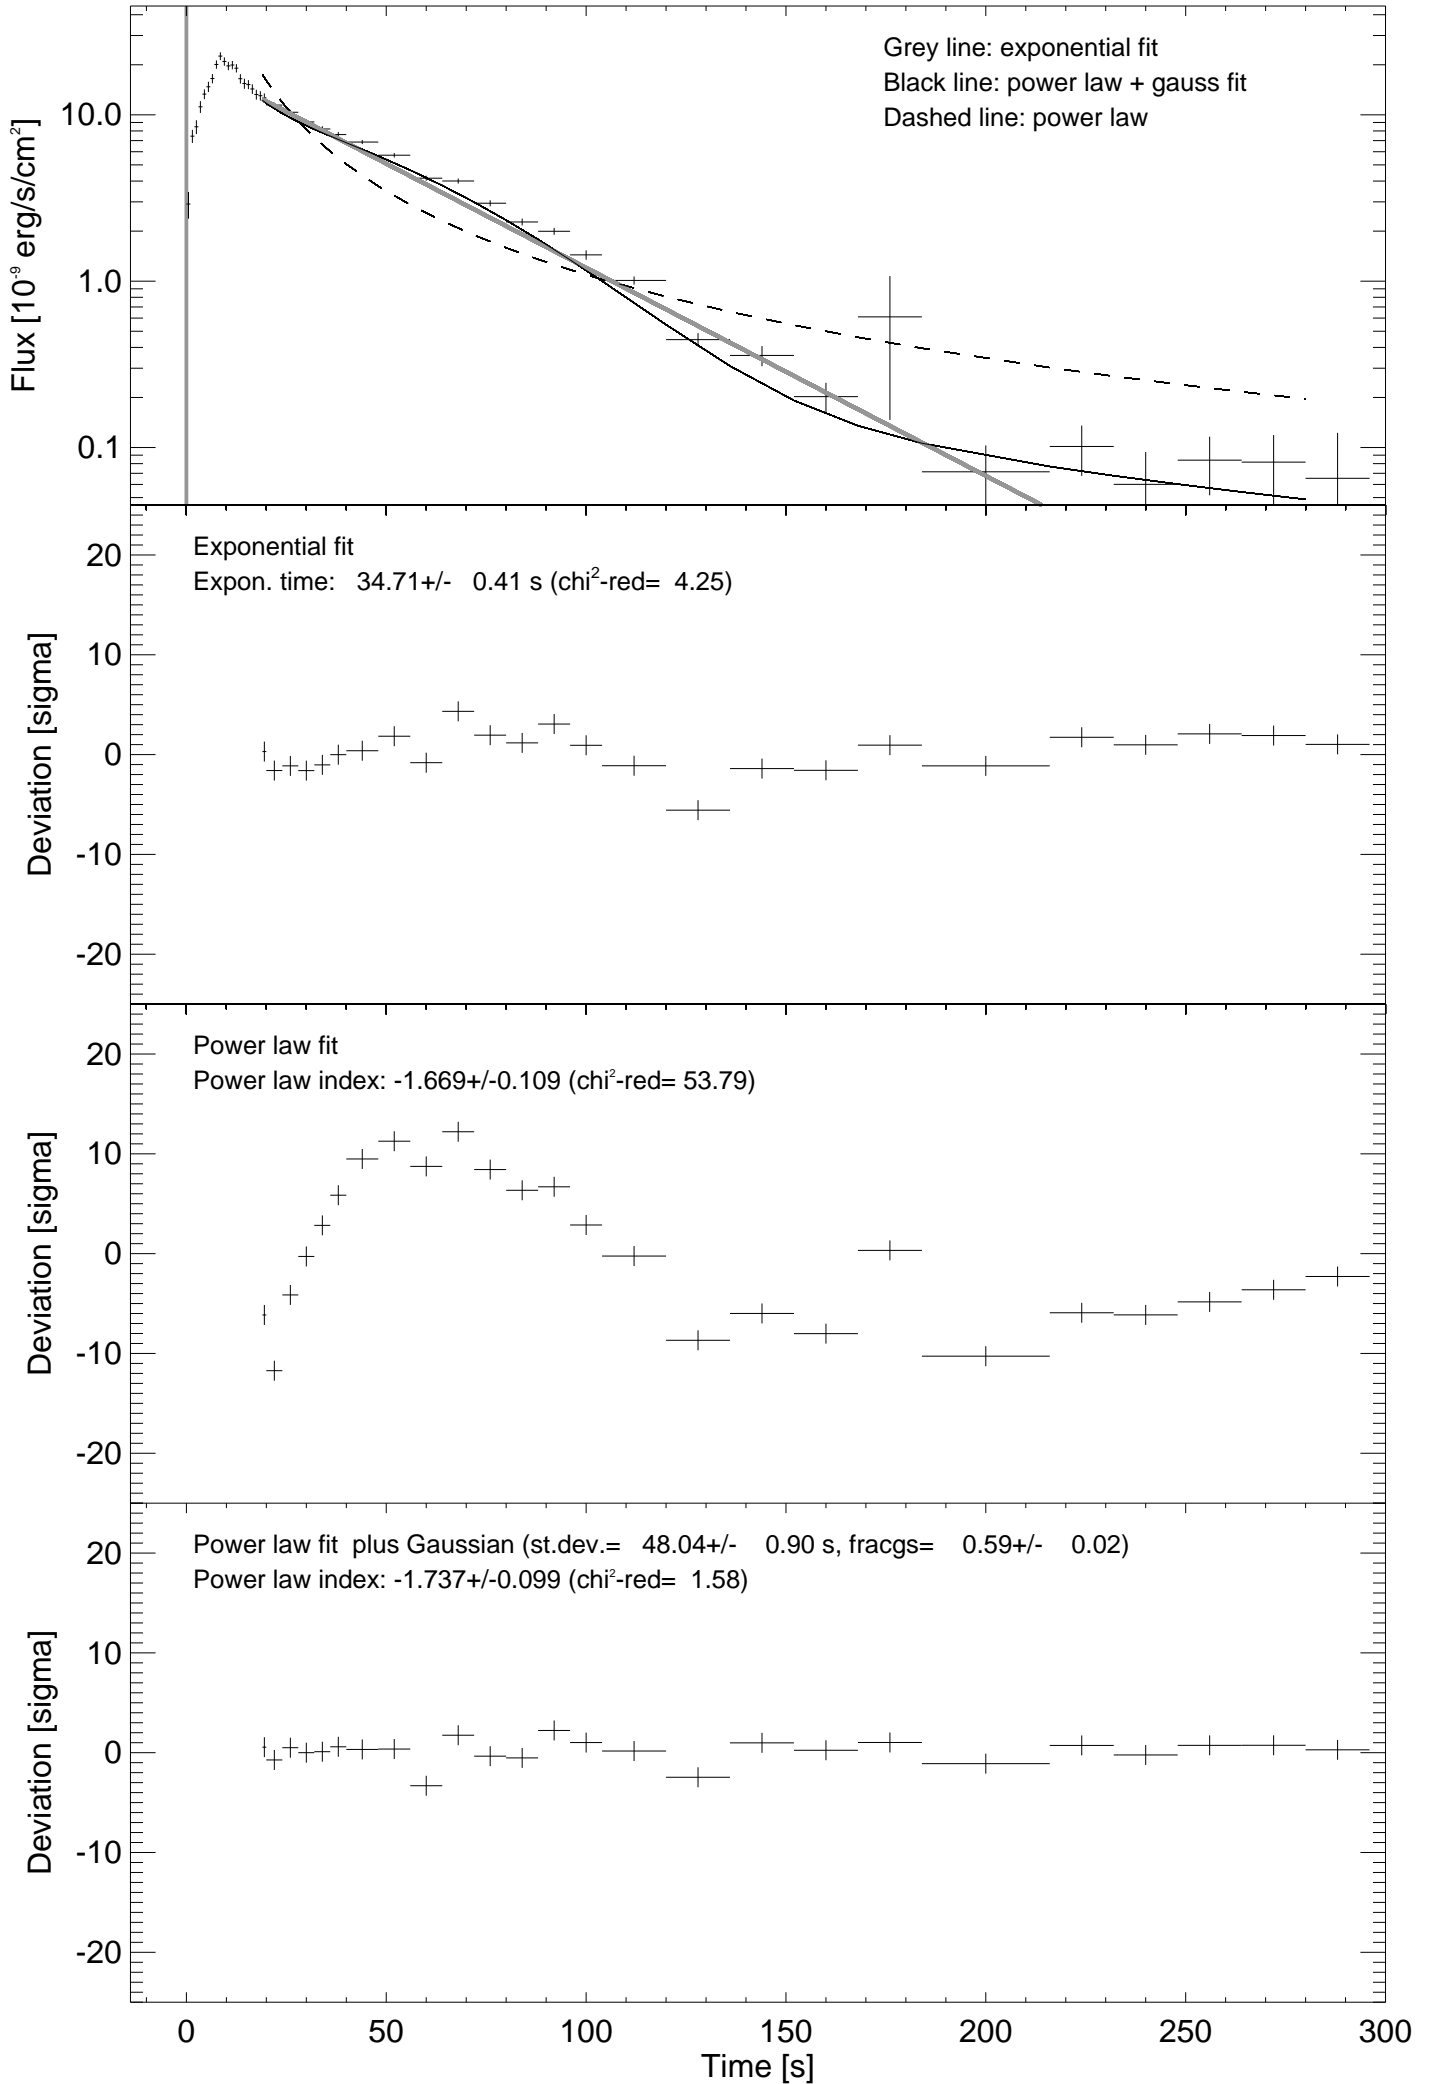 Grey line: exponential fit
Black line: power law + gauss fit
Dashed line: power law
10.0
1.0
0.1
Flux [10⁻⁹ erg/s/cm²]
Exponential fit
Expon. time: 34.71+/- 0.41 s (chi²-red= 4.25)
20
10
0
-10
-20
Deviation [sigma]
Power law fit
Power law index: -1.669+/-0.109 (chi²-red= 53.79)
20
10
0
-10
-20
Deviation [sigma]
Power law fit plus Gaussian (st.dev.= 48.04+/- 0.90 s, fracgs= 0.59+/- 0.02)
Power law index: -1.737+/-0.099 (chi²-red= 1.58)
20
10
0
-10
-20
Deviation [sigma]
0 50 100 150 200 250 300
Time [s]